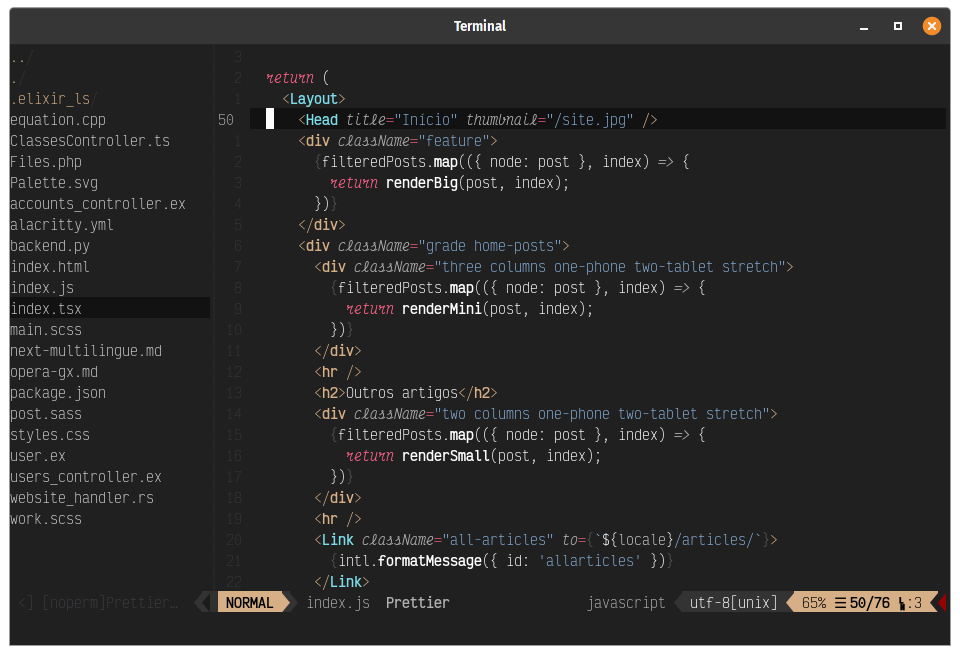 Terminal
../
./
.elixir_ls/
equation.cpp
ClassesController.ts
Files.php
Palette.svg
accounts_controller.ex
alacritty.yml
backend.py
index.html
index.js
index.tsx
main.scss
next-multilingue.md
opera-gx.md
package.json
post.sass
styles.css
user.ex
users_controller.ex
website_handler.rs
work.scss
3
2 return (
1 <Layout>
50 <Head title="Início" thumbnail="/site.jpg" />
1 <div className="feature">
2 {filteredPosts.map(({ node: post }, index) => {
3 return renderBig(post, index);
4 })}
5 </div>
6 <div className="grade home-posts">
7 <div className="three columns one-phone two-tablet stretch">
8 {filteredPosts.map(({ node: post }, index) => {
9 return renderMini(post, index);
10 })}
11 </div>
12 <hr />
13 <h2>Outros artigos</h2>
14 <div className="two columns one-phone two-tablet stretch">
15 {filteredPosts.map(({ node: post }, index) => {
16 return renderSmall(post, index);
17 })}
18 </div>
19 <hr />
20 <Link className="all-articles" to={`${locale}/articles/`}>
21 {intl.formatMessage({ id: 'allarticles' })}
22 </Link>
<] [noperm]Prettier… NORMAL index.js Prettier javascript utf-8[unix] 65% ☰ 50/76 :3